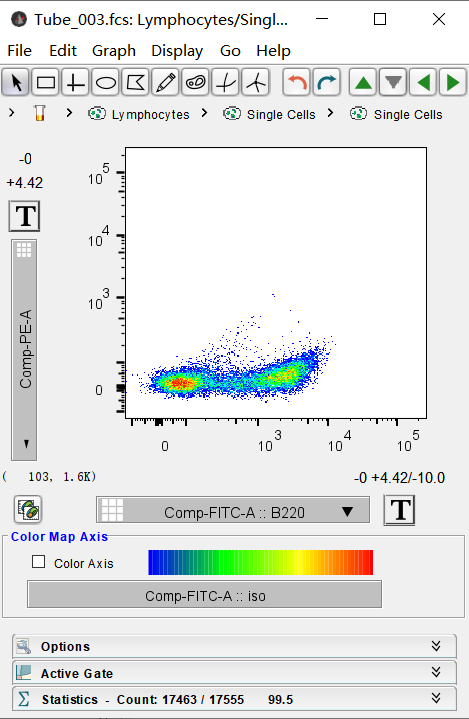 Tube_003.fcs: Lymphocytes/Singl...
File Edit Graph Display Go Help
T
Lymphocytes Single Cells Single Cells
-0
+4.42
T
Comp-PE-A
10^5
10^4
10^3
0
0 10^3 10^4 10^5
( 103, 1.6K)
-0 +4.42/-10.0
Comp-FITC-A :: B220
T
Color Map Axis
Color Axis
Comp-FITC-A :: iso
Options
Active Gate
Σ Statistics - Count: 17463 / 17555 99.5